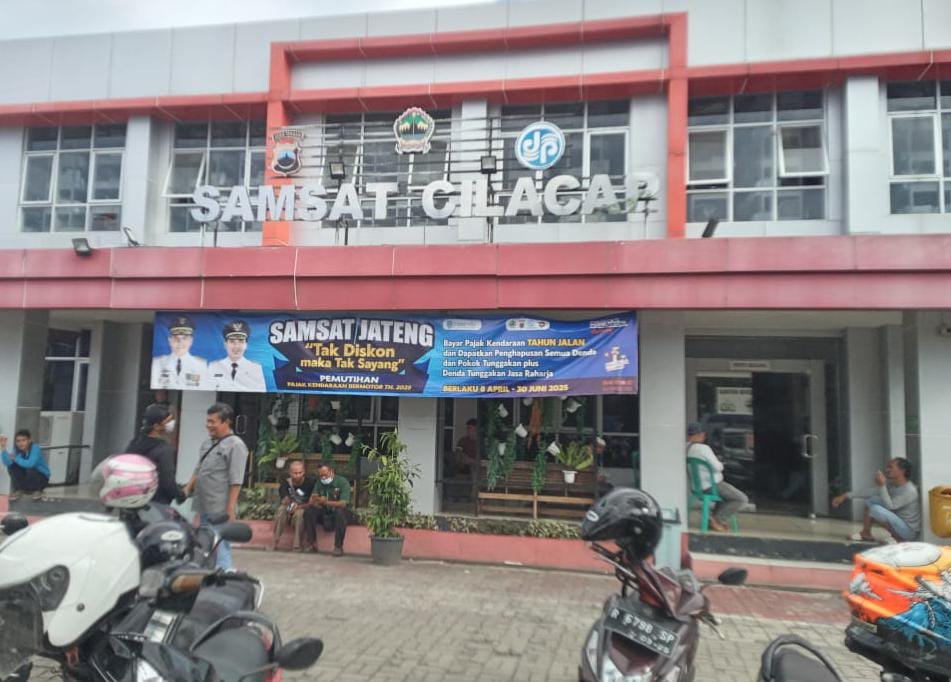 SAMSAT CILACAP
SAMSAT JATENG
"Tak Diskon
maka Tak Sayang"
PEMUTIHAN
PAJAK KENDARAAN BERMOTOR TH. 2025
Bayar Pajak Kendaraan TAHUN JALAN
dan Dapatkan Penghapusan Semua Denda
dan Pokok Tunggakan plus
Denda Tunggakan Jasa Raharja
BERLAKU 8 APRIL - 30 JUNI 2025
R 5798 SP